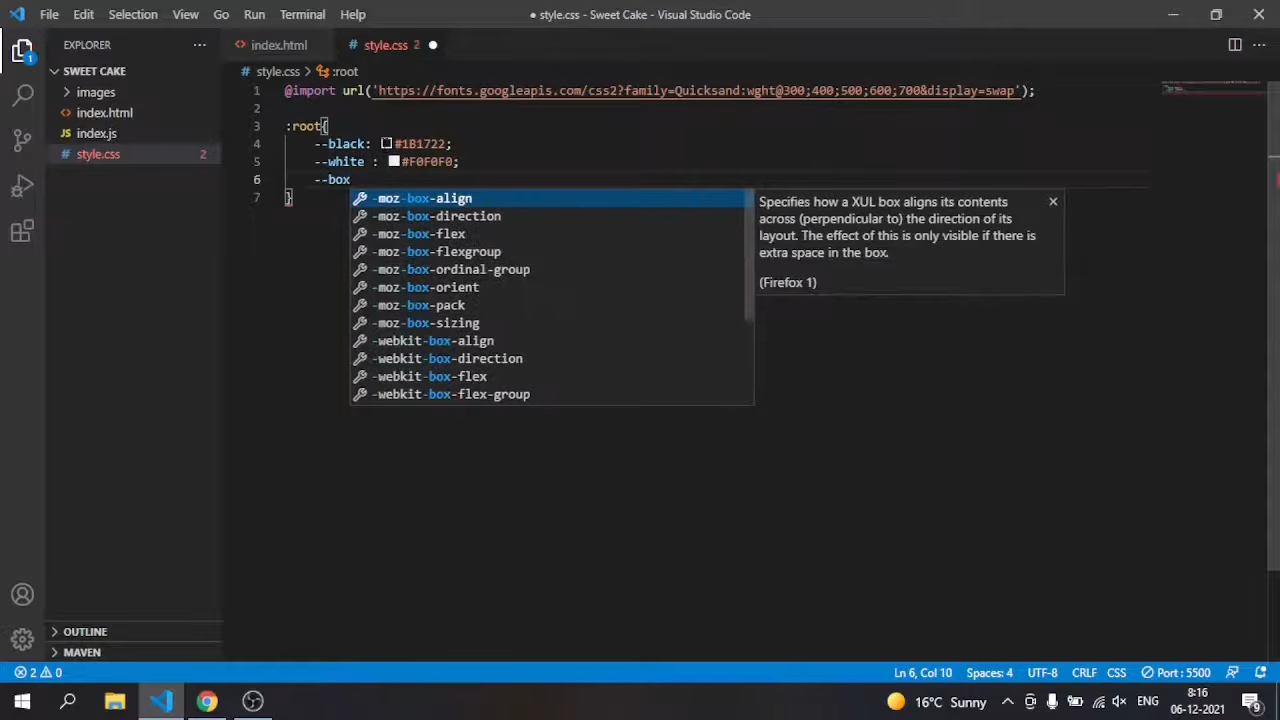 File Edit Selection View Go Run Terminal Help
● style.css - Sweet Cake - Visual Studio Code
EXPLORER
index.html
# style.css 2
SWEET CAKE
images
index.html
JS index.js
# style.css 2
1
# style.css > :root
1 @import url('https://fonts.googleapis.com/css2?family=Quicksand:wght@300;400;500;600;700&display=swap');
2
3 :root{
4 --black: #1B1722;
5 --white : #F0F0F0;
6 --box
7 }
-moz-box-align
-moz-box-direction
-moz-box-flex
-moz-box-flexgroup
-moz-box-ordinal-group
-moz-box-orient
-moz-box-pack
-moz-box-sizing
-webkit-box-align
-webkit-box-direction
-webkit-box-flex
-webkit-box-flex-group
Specifies how a XUL box aligns its contents
across (perpendicular to) the direction of its
layout. The effect of this is only visible if there is
extra space in the box.
(Firefox 1)
OUTLINE
MAVEN
2 0
Ln 6, Col 10 Spaces: 4 UTF-8 CRLF CSS Port : 5500
16°C Sunny
ENG
8:16
06-12-2021
9